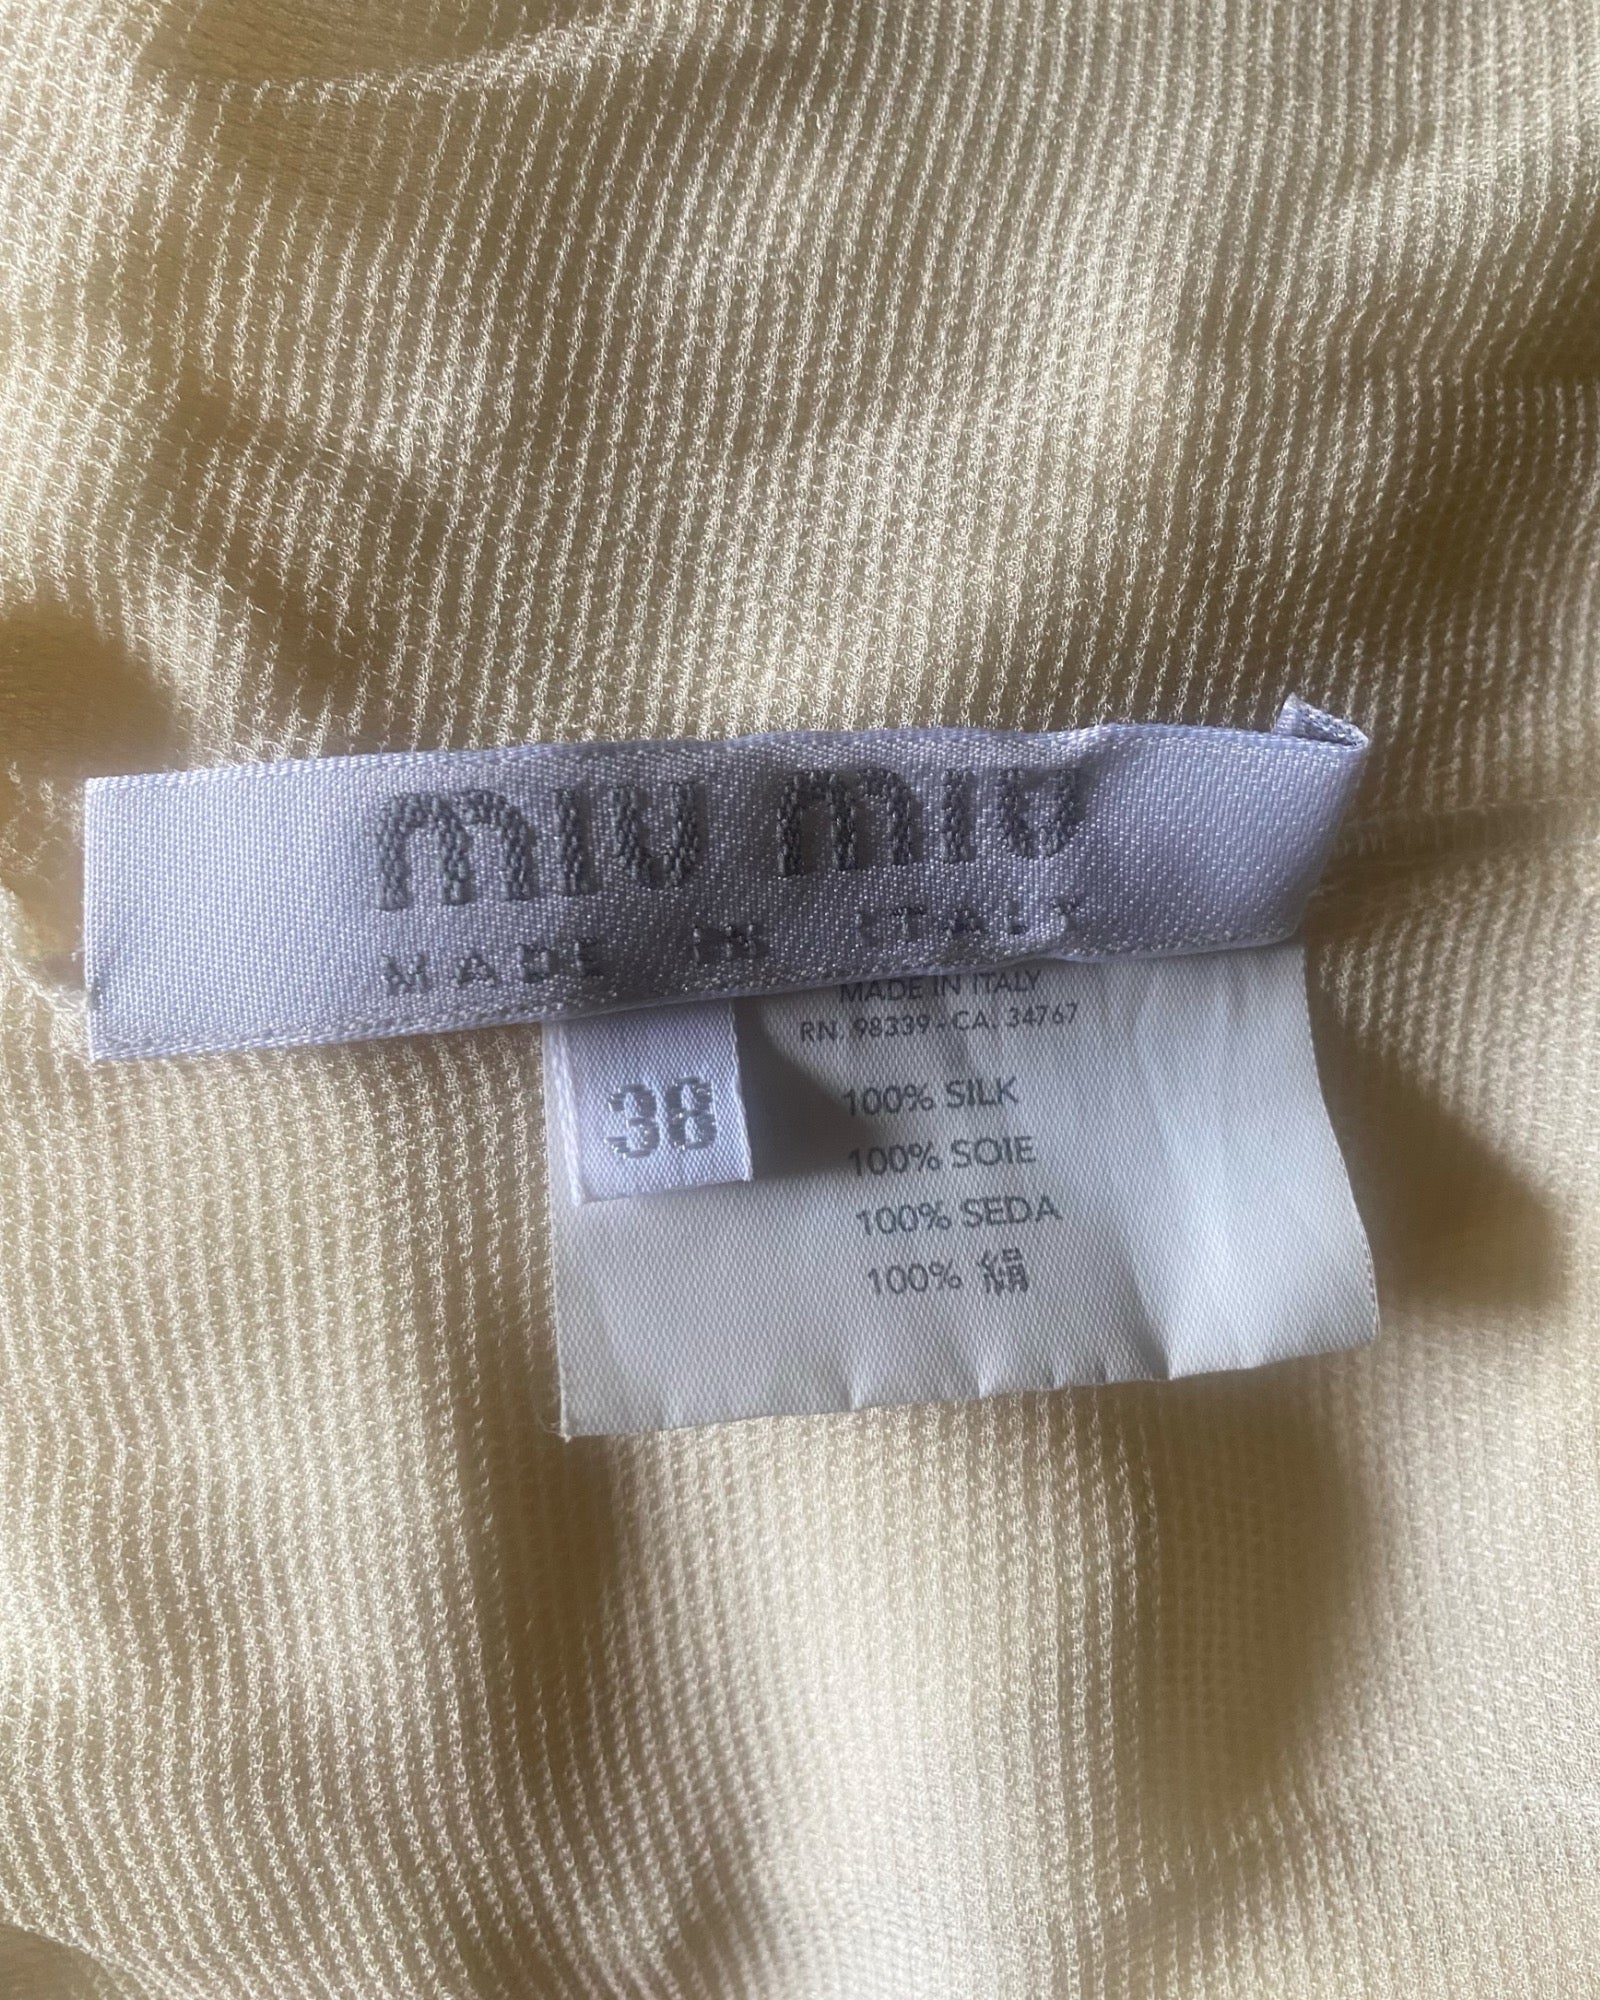 miu miu
MADE IN ITALY
MADE IN ITALY
RN. 98339 - CA. 34767
38
100% SILK
100% SOIE
100% SEDA
100% 絹